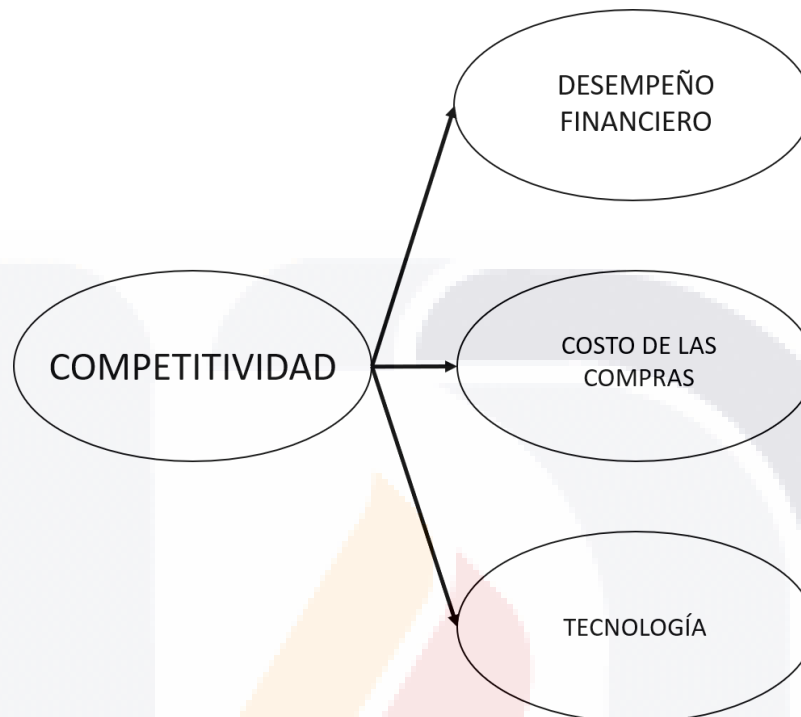 DESEMPEÑO
FINANCIERO
COMPETITIVIDAD
COSTO DE LAS
COMPRAS
TECNOLOGÍA